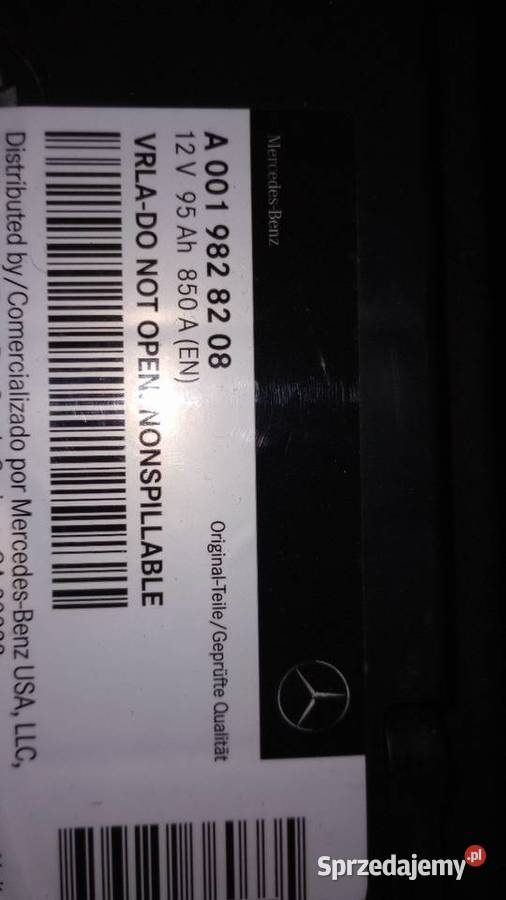 Mercedes-Benz
A 001 982 82 08
12 V 95 Ah 850 A (EN)
Original-Teile/Geprüfte Qualität
VRLA-DO NOT OPEN. NONSPILLABLE
Distributed by/Comercializado por Mercedes-Benz USA, LLC,
Sprzedajemy.pl